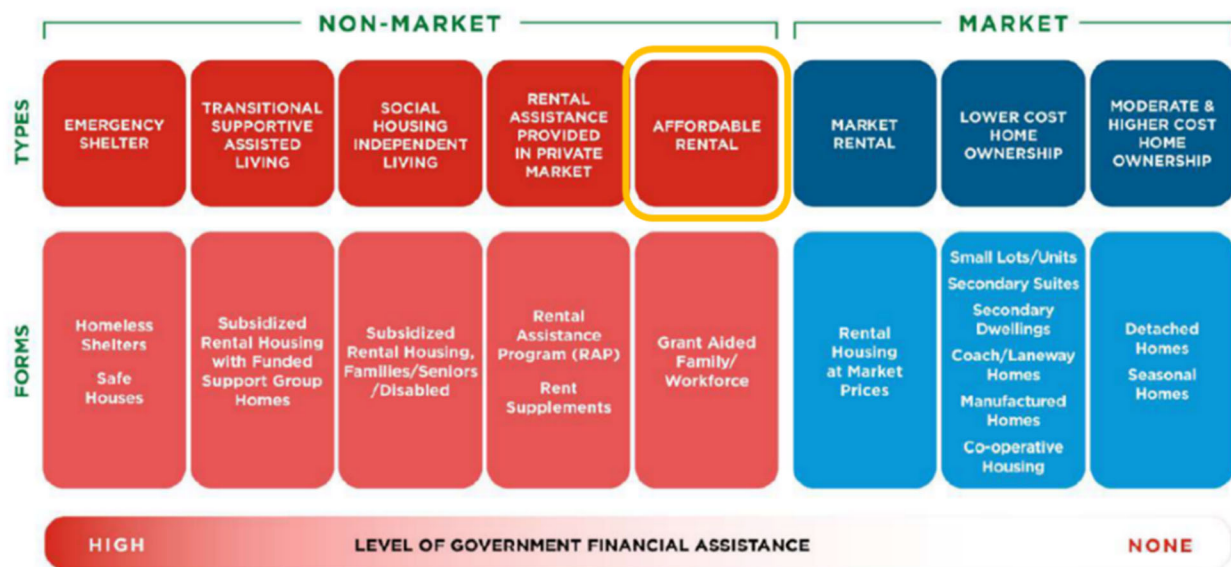 NON-MARKET
MARKET
TYPES
EMERGENCY
SHELTER
TRANSITIONAL
SUPPORTIVE
ASSISTED
LIVING
SOCIAL
HOUSING
INDEPENDENT
LIVING
RENTAL
ASSISTANCE
PROVIDED
IN PRIVATE
MARKET
AFFORDABLE
RENTAL
MARKET
RENTAL
LOWER COST
HOME
OWNERSHIP
MODERATE &
HIGHER COST
HOME
OWNERSHIP
FORMS
Homeless
Shelters
Safe
Houses
Subsidized
Rental Housing
with Funded
Support Group
Homes
Subsidized
Rental Housing,
Families/Seniors
/Disabled
Rental
Assistance
Program (RAP)
Rent
Supplements
Grant Aided
Family/
Workforce
Rental
Housing
at Market
Prices
Small Lots/Units
Secondary Suites
Secondary
Dwellings
Coach/Laneway
Homes
Manufactured
Homes
Co-operative
Housing
Detached
Homes
Seasonal
Homes
HIGH
LEVEL OF GOVERNMENT FINANCIAL ASSISTANCE
NONE